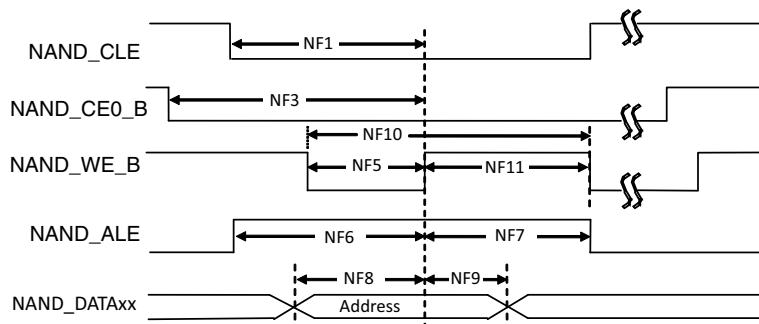 NAND_CLE
NF1
NAND_CE0_B
NF3
NF10
NAND_WE_B
NF5
NF11
NAND_ALE
NF6
NF7
NF8
NF9
NAND_DATAxx
Address